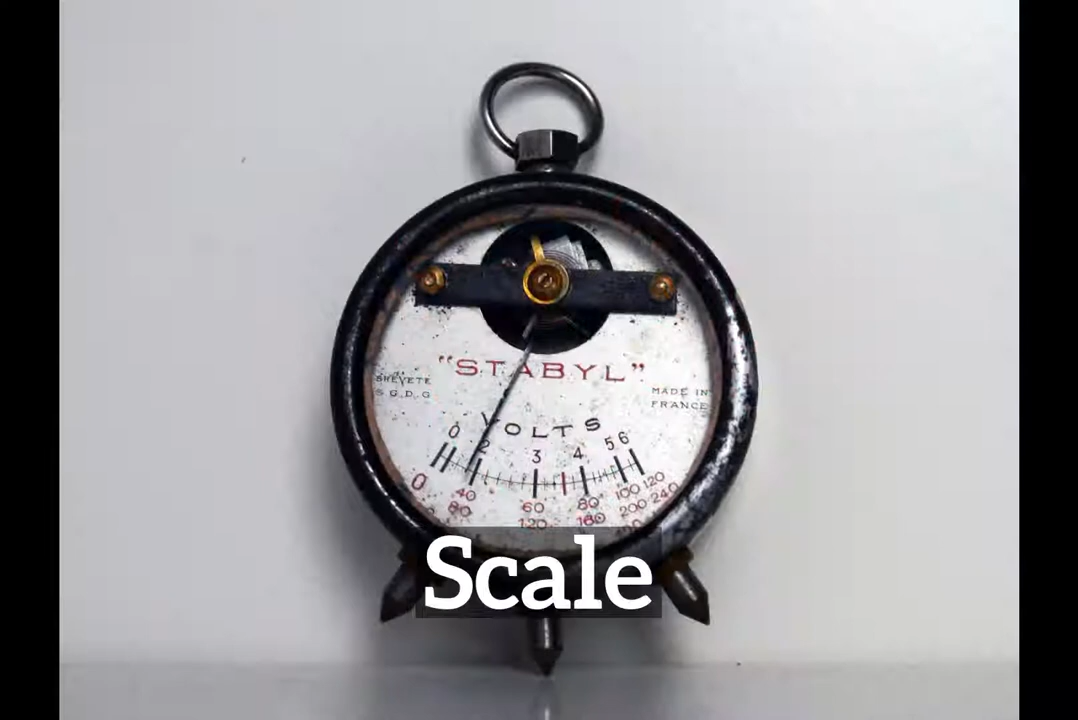 "STABYL"
BREVETE
S.G.D.G
MADE IN
FRANCE
VOLTS
0 2 3 4 5 6
0 40 60 80 100 120
80 120 160 200 240
Scale